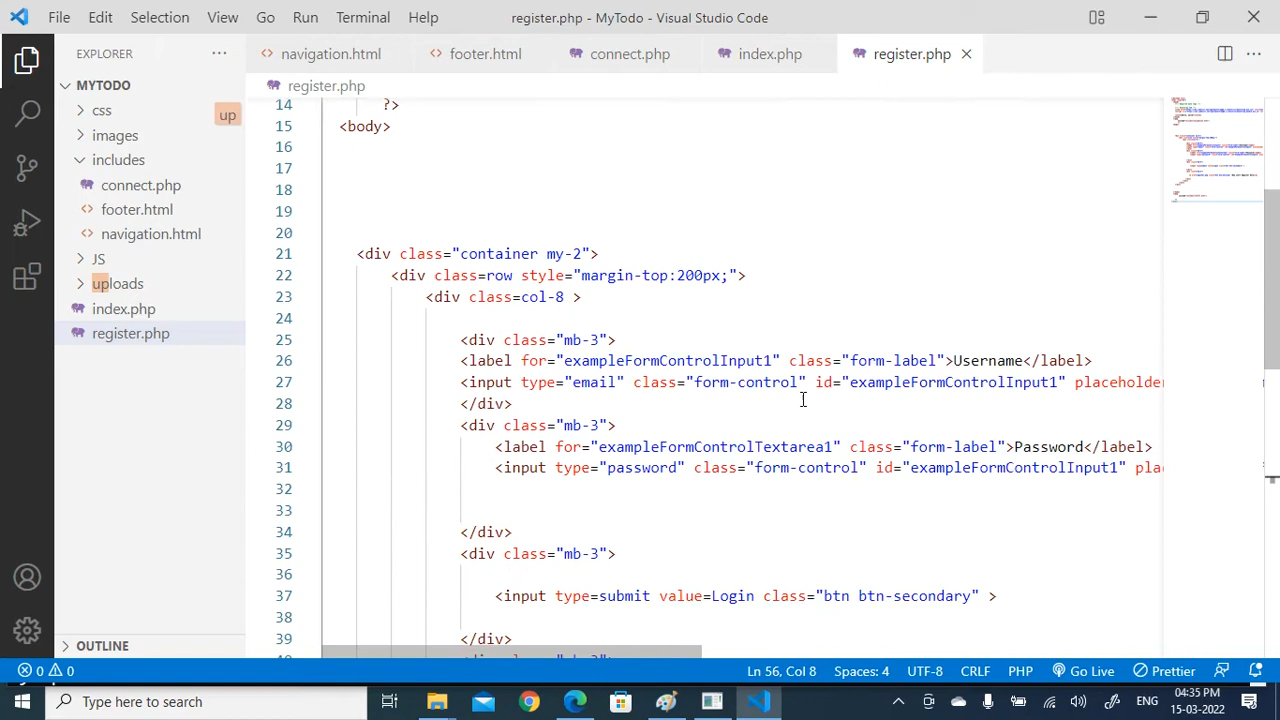 File Edit Selection View Go Run Terminal Help register.php - MyTodo - Visual Studio Code
EXPLORER ··· navigation.html footer.html connect.php index.php register.php
MYTODO
register.php
css
images
includes
connect.php
footer.html
navigation.html
JS
uploads
index.php
register.php
up
14 ?>
15 <body>
16
17
18
19
20
21 <div class="container my-2">
22 <div class=row style="margin-top:200px;">
23 <div class=col-8 >
24
25 <div class="mb-3">
26 <label for="exampleFormControlInput1" class="form-label">Username</label>
27 <input type="email" class="form-control" id="exampleFormControlInput1" placeholder
28 </div>
29 <div class="mb-3">
30 <label for="exampleFormControlTextarea1" class="form-label">Password</label>
31 <input type="password" class="form-control" id="exampleFormControlInput1" plac
32
33
34 </div>
35 <div class="mb-3">
36
37 <input type=submit value=Login class="btn btn-secondary" >
38
39 </div>
OUTLINE
0 0 Ln 56, Col 8 Spaces: 4 UTF-8 CRLF PHP Go Live Prettier
Type here to search
ENG
04:35 PM
15-03-2022